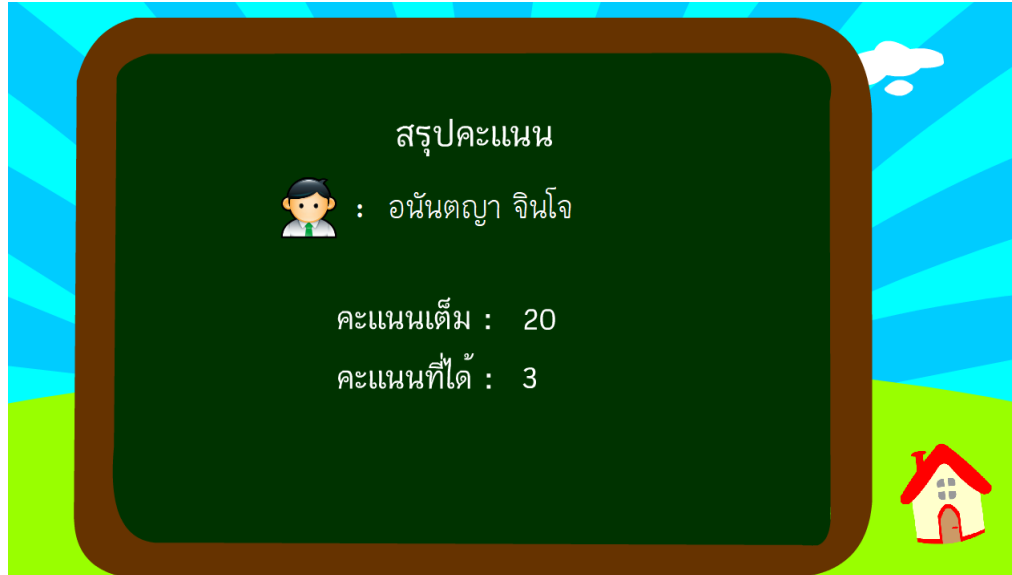 สรุปคะแนน
: อนันตญา จินโจ
คะแนนเต็ม : 20
คะแนนที่ได้ : 3